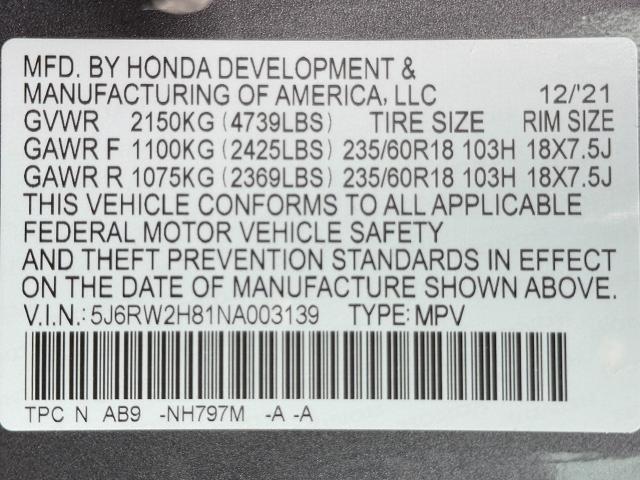 MFD. BY HONDA DEVELOPMENT &
MANUFACTURING OF AMERICA, LLC 12/'21
GVWR 2150KG (4739LBS) TIRE SIZE RIM SIZE
GAWR F 1100KG (2425LBS) 235/60R18 103H 18X7.5J
GAWR R 1075KG (2369LBS) 235/60R18 103H 18X7.5J
THIS VEHICLE CONFORMS TO ALL APPLICABLE
FEDERAL MOTOR VEHICLE SAFETY
AND THEFT PREVENTION STANDARDS IN EFFECT
ON THE DATE OF MANUFACTURE SHOWN ABOVE.
V.I.N.: 5J6RW2H81NA003139 TYPE: MPV
TPC N AB9 -NH797M -A -A